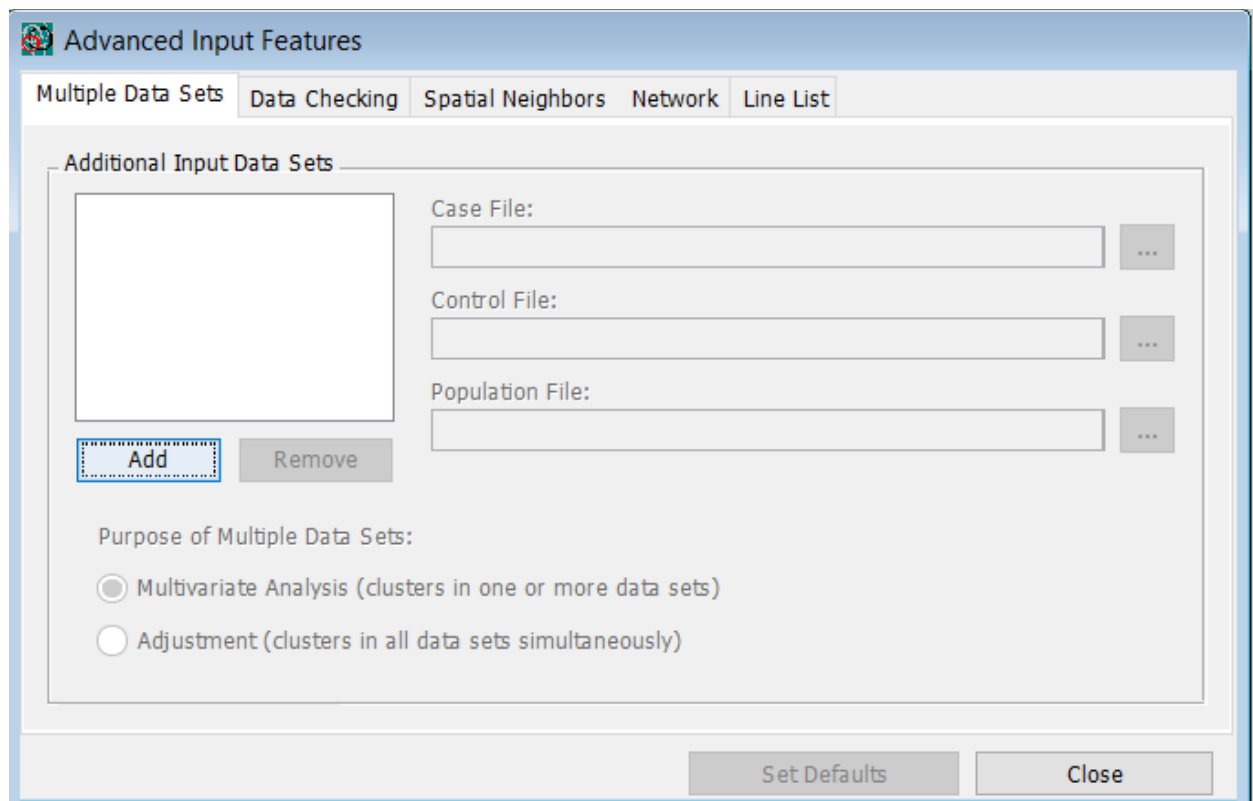 Advanced Input Features
Multiple Data Sets Data Checking Spatial Neighbors Network Line List
Additional Input Data Sets
Case File:
...
Control File:
...
Population File:
...
Add Remove
Purpose of Multiple Data Sets:
Multivariate Analysis (clusters in one or more data sets)
Adjustment (clusters in all data sets simultaneously)
Set Defaults Close